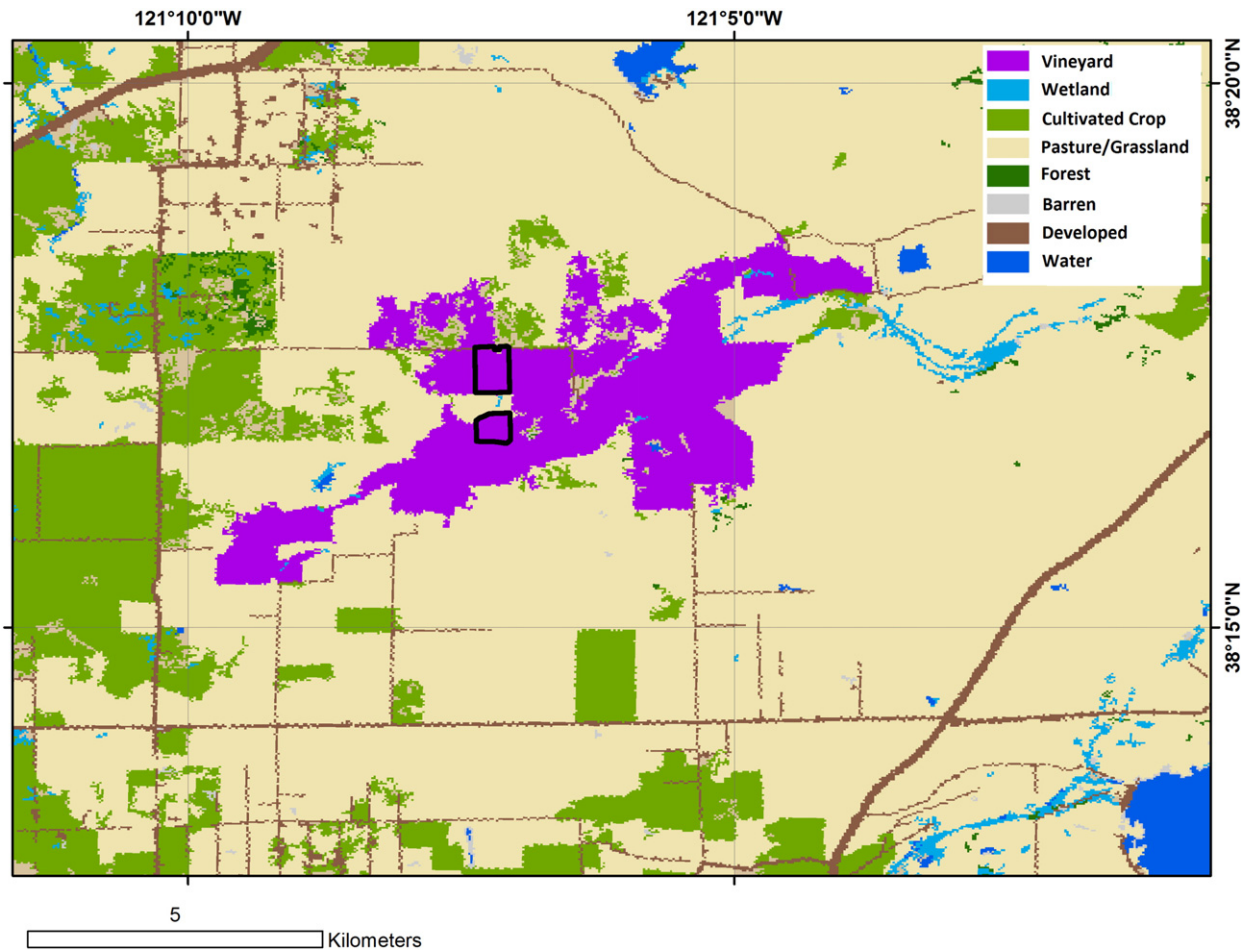 121°10'0"W
121°5'0"W
38°20'0"N
Vineyard
Wetland
Cultivated Crop
Pasture/Grassland
Forest
Barren
Developed
Water
38°15'0"N
5
Kilometers